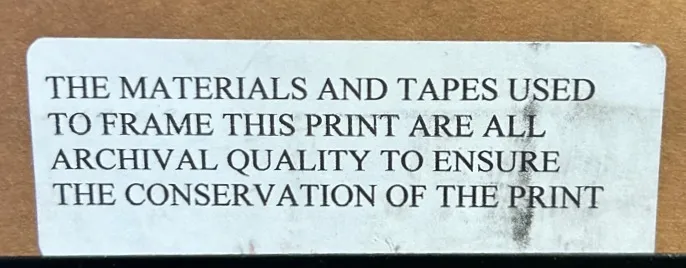 THE MATERIALS AND TAPES USED
TO FRAME THIS PRINT ARE ALL
ARCHIVAL QUALITY TO ENSURE
THE CONSERVATION OF THE PRINT